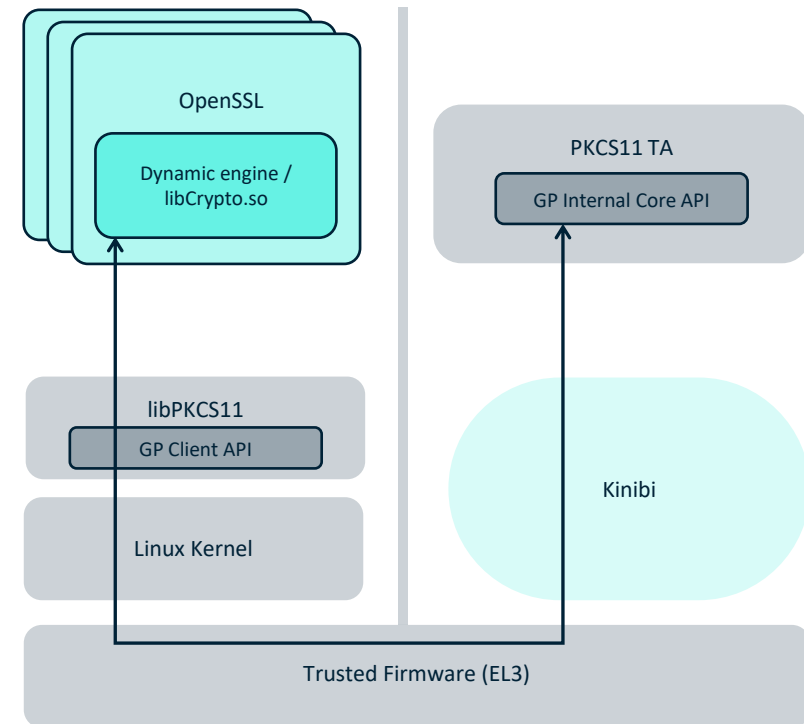 OpenSSL
Dynamic engine /
libCrypto.so
PKCS11 TA
GP Internal Core API
libPKCS11
GP Client API
Linux Kernel
Kinibi
Trusted Firmware (EL3)